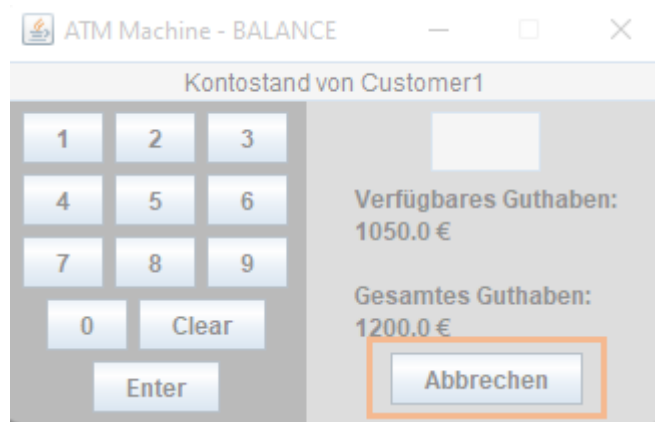 ATM Machine - BALANCE
Kontostand von Customer1
1 2 3
4 5 6
7 8 9
0 Clear
Enter
Verfügbares Guthaben:
1050.0 €
Gesamtes Guthaben:
1200.0 €
Abbrechen